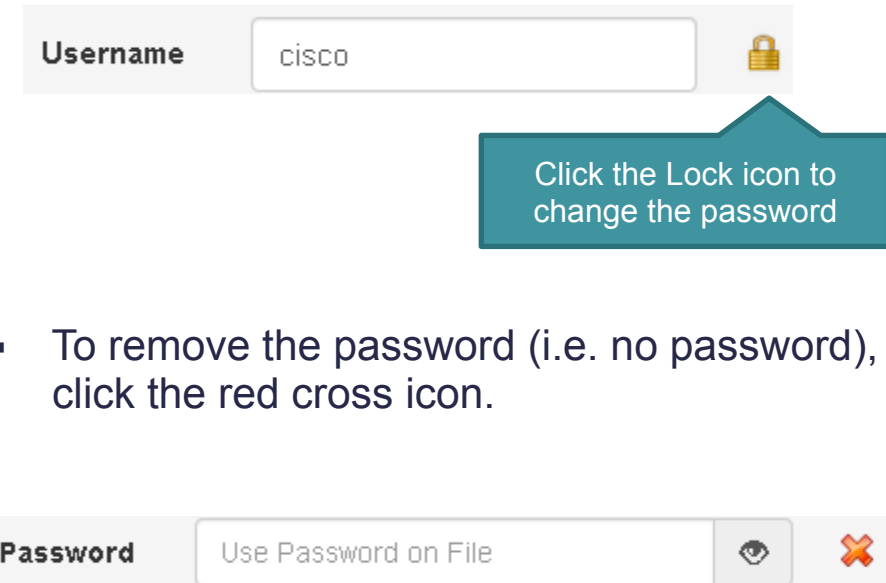 Username cisco
Click the Lock icon to
change the password
To remove the password (i.e. no password),
click the red cross icon.
Password Use Password on File